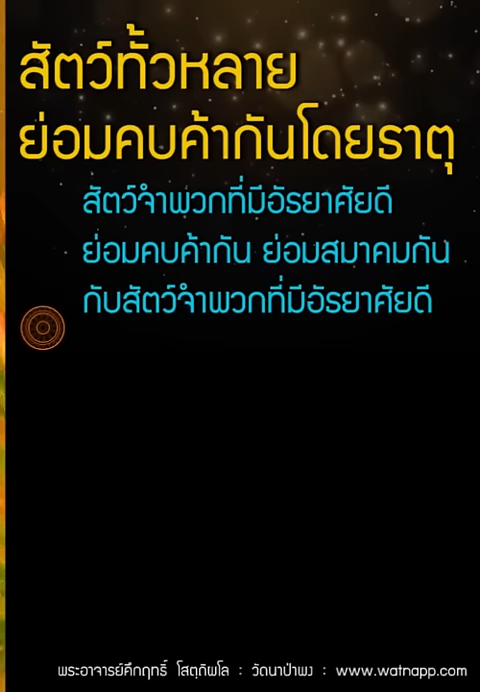 สัตว์ทั้วหลาย
ย่อมคบค้ากันโดยธาตุ
สัตว์จำพวกที่มีอัธยาศัยดี
ย่อมคบค้ากัน ย่อมสมาคมกัน
กับสัตว์จำพวกที่มีอัธยาศัยดี
พระอาจารย์คึกฤทธิ์ โสตฺถิผโล : วัดนาป่าพง : www.watnapp.com